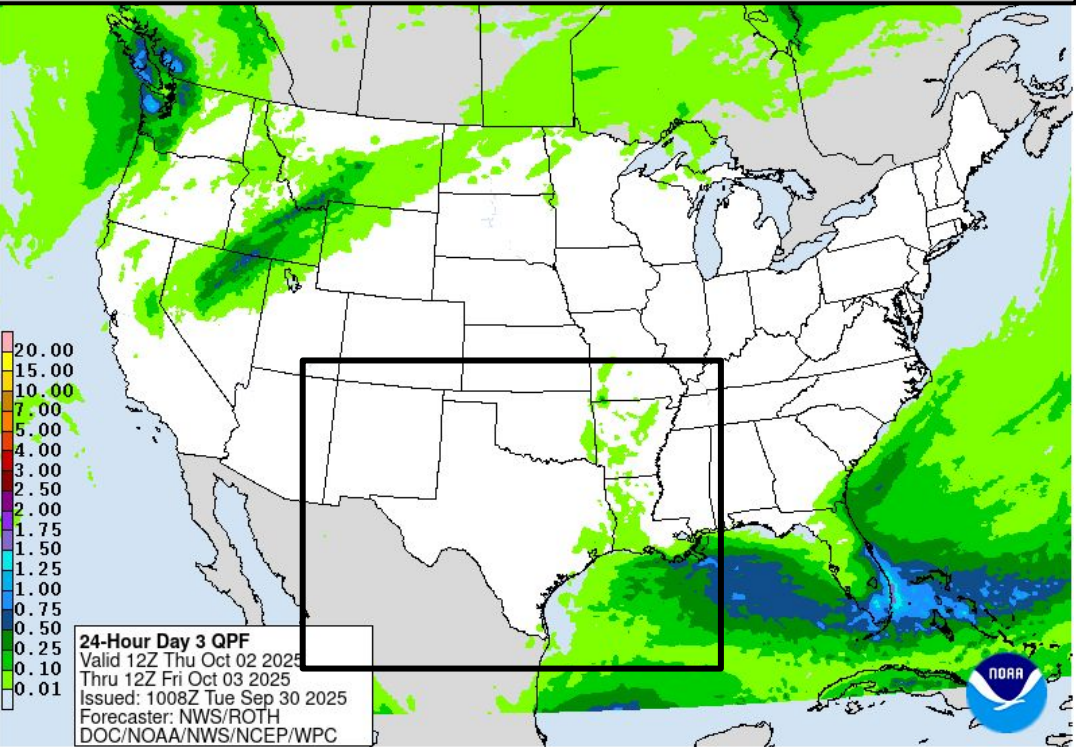 20.00
15.00
10.00
7.00
5.00
4.00
3.00
2.50
2.00
1.75
1.50
1.25
1.00
0.75
0.50
0.25
0.10
0.01
24-Hour Day 3 QPF
Valid 12Z Thu Oct 02 2025
Thru 12Z Fri Oct 03 2025
Issued: 1008Z Tue Sep 30 2025
Forecaster: NWS/ROTH
DOC/NOAA/NWS/NCEP/WPC
NOAA